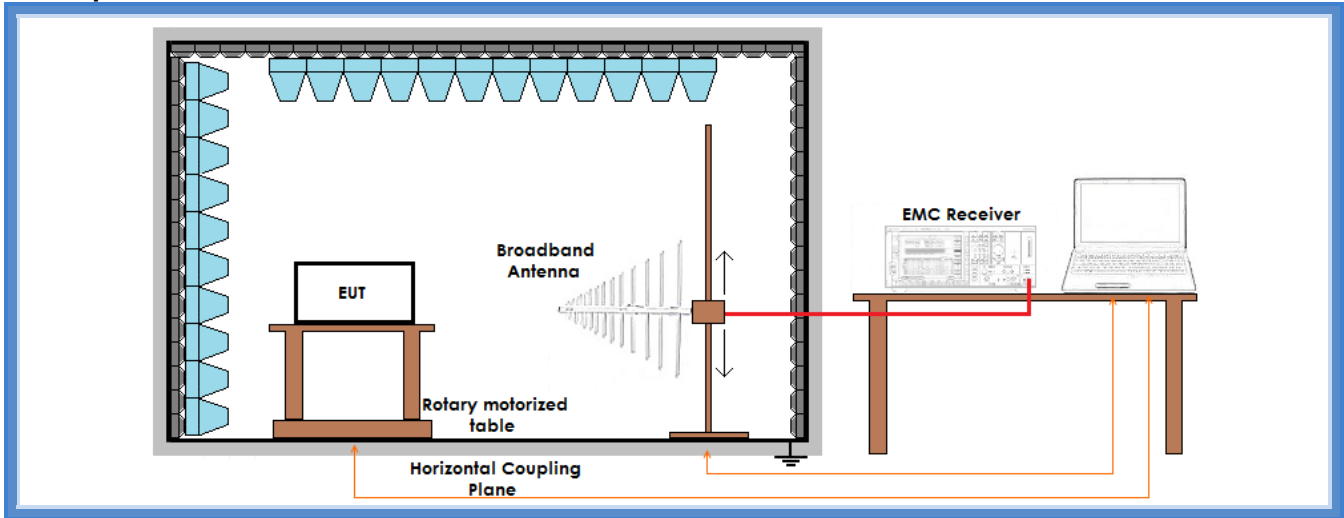 EMC Receiver
Broadband
Antenna
EUT
Rotary motorized
table
Horizontal Coupling
Plane